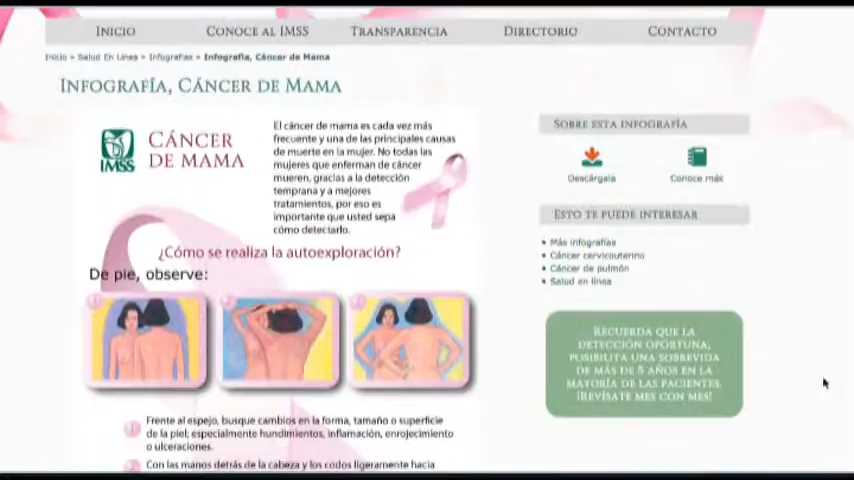 INICIO CONOCE AL IMSS TRANSPARENCIA DIRECTORIO CONTACTO
Inicio » Salud En Línea » Infografías » Infografía, Cáncer de Mama
INFOGRAFÍA, CÁNCER DE MAMA
IMSS
CÁNCER
DE MAMA
El cáncer de mama es cada vez más
frecuente y una de las principales causas
de muerte en la mujer. No todas las
mujeres que enferman de cáncer
mueren, gracias a la detección
temprana y a mejores
tratamientos, por eso es
importante que usted sepa
cómo detectarlo.
¿Cómo se realiza la autoexploración?
De pie, observe:
1 Frente al espejo, busque cambios en la forma, tamaño o superficie
de la piel; especialmente hundimientos, inflamación, enrojecimiento
o ulceraciones.
2 Con las manos detrás de la cabeza y los codos ligeramente hacia
SOBRE ESTA INFOGRAFÍA
Descárgala Conoce más
ESTO TE PUEDE INTERESAR
• Más infografías
• Cáncer cervicouterino
• Cáncer de pulmón
• Salud en línea
RECUERDA QUE LA
DETECCIÓN OPORTUNA,
POSIBILITA UNA SOBREVIDA
DE MÁS DE 5 AÑOS EN LA
MAYORÍA DE LAS PACIENTES.
¡REVÍSATE MES CON MES!